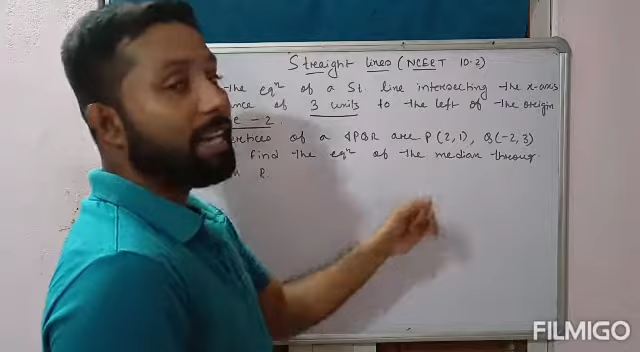 Straight lines (NCERT 10.2)
the eqⁿ of a St. line intersecting the x-axis
ance of 3 units to the left of the origin
e -2
ertices of a ΔPQR are P (2, 1), Q (-2, 3)
find the eqⁿ of the median throug
R
FILMIGO